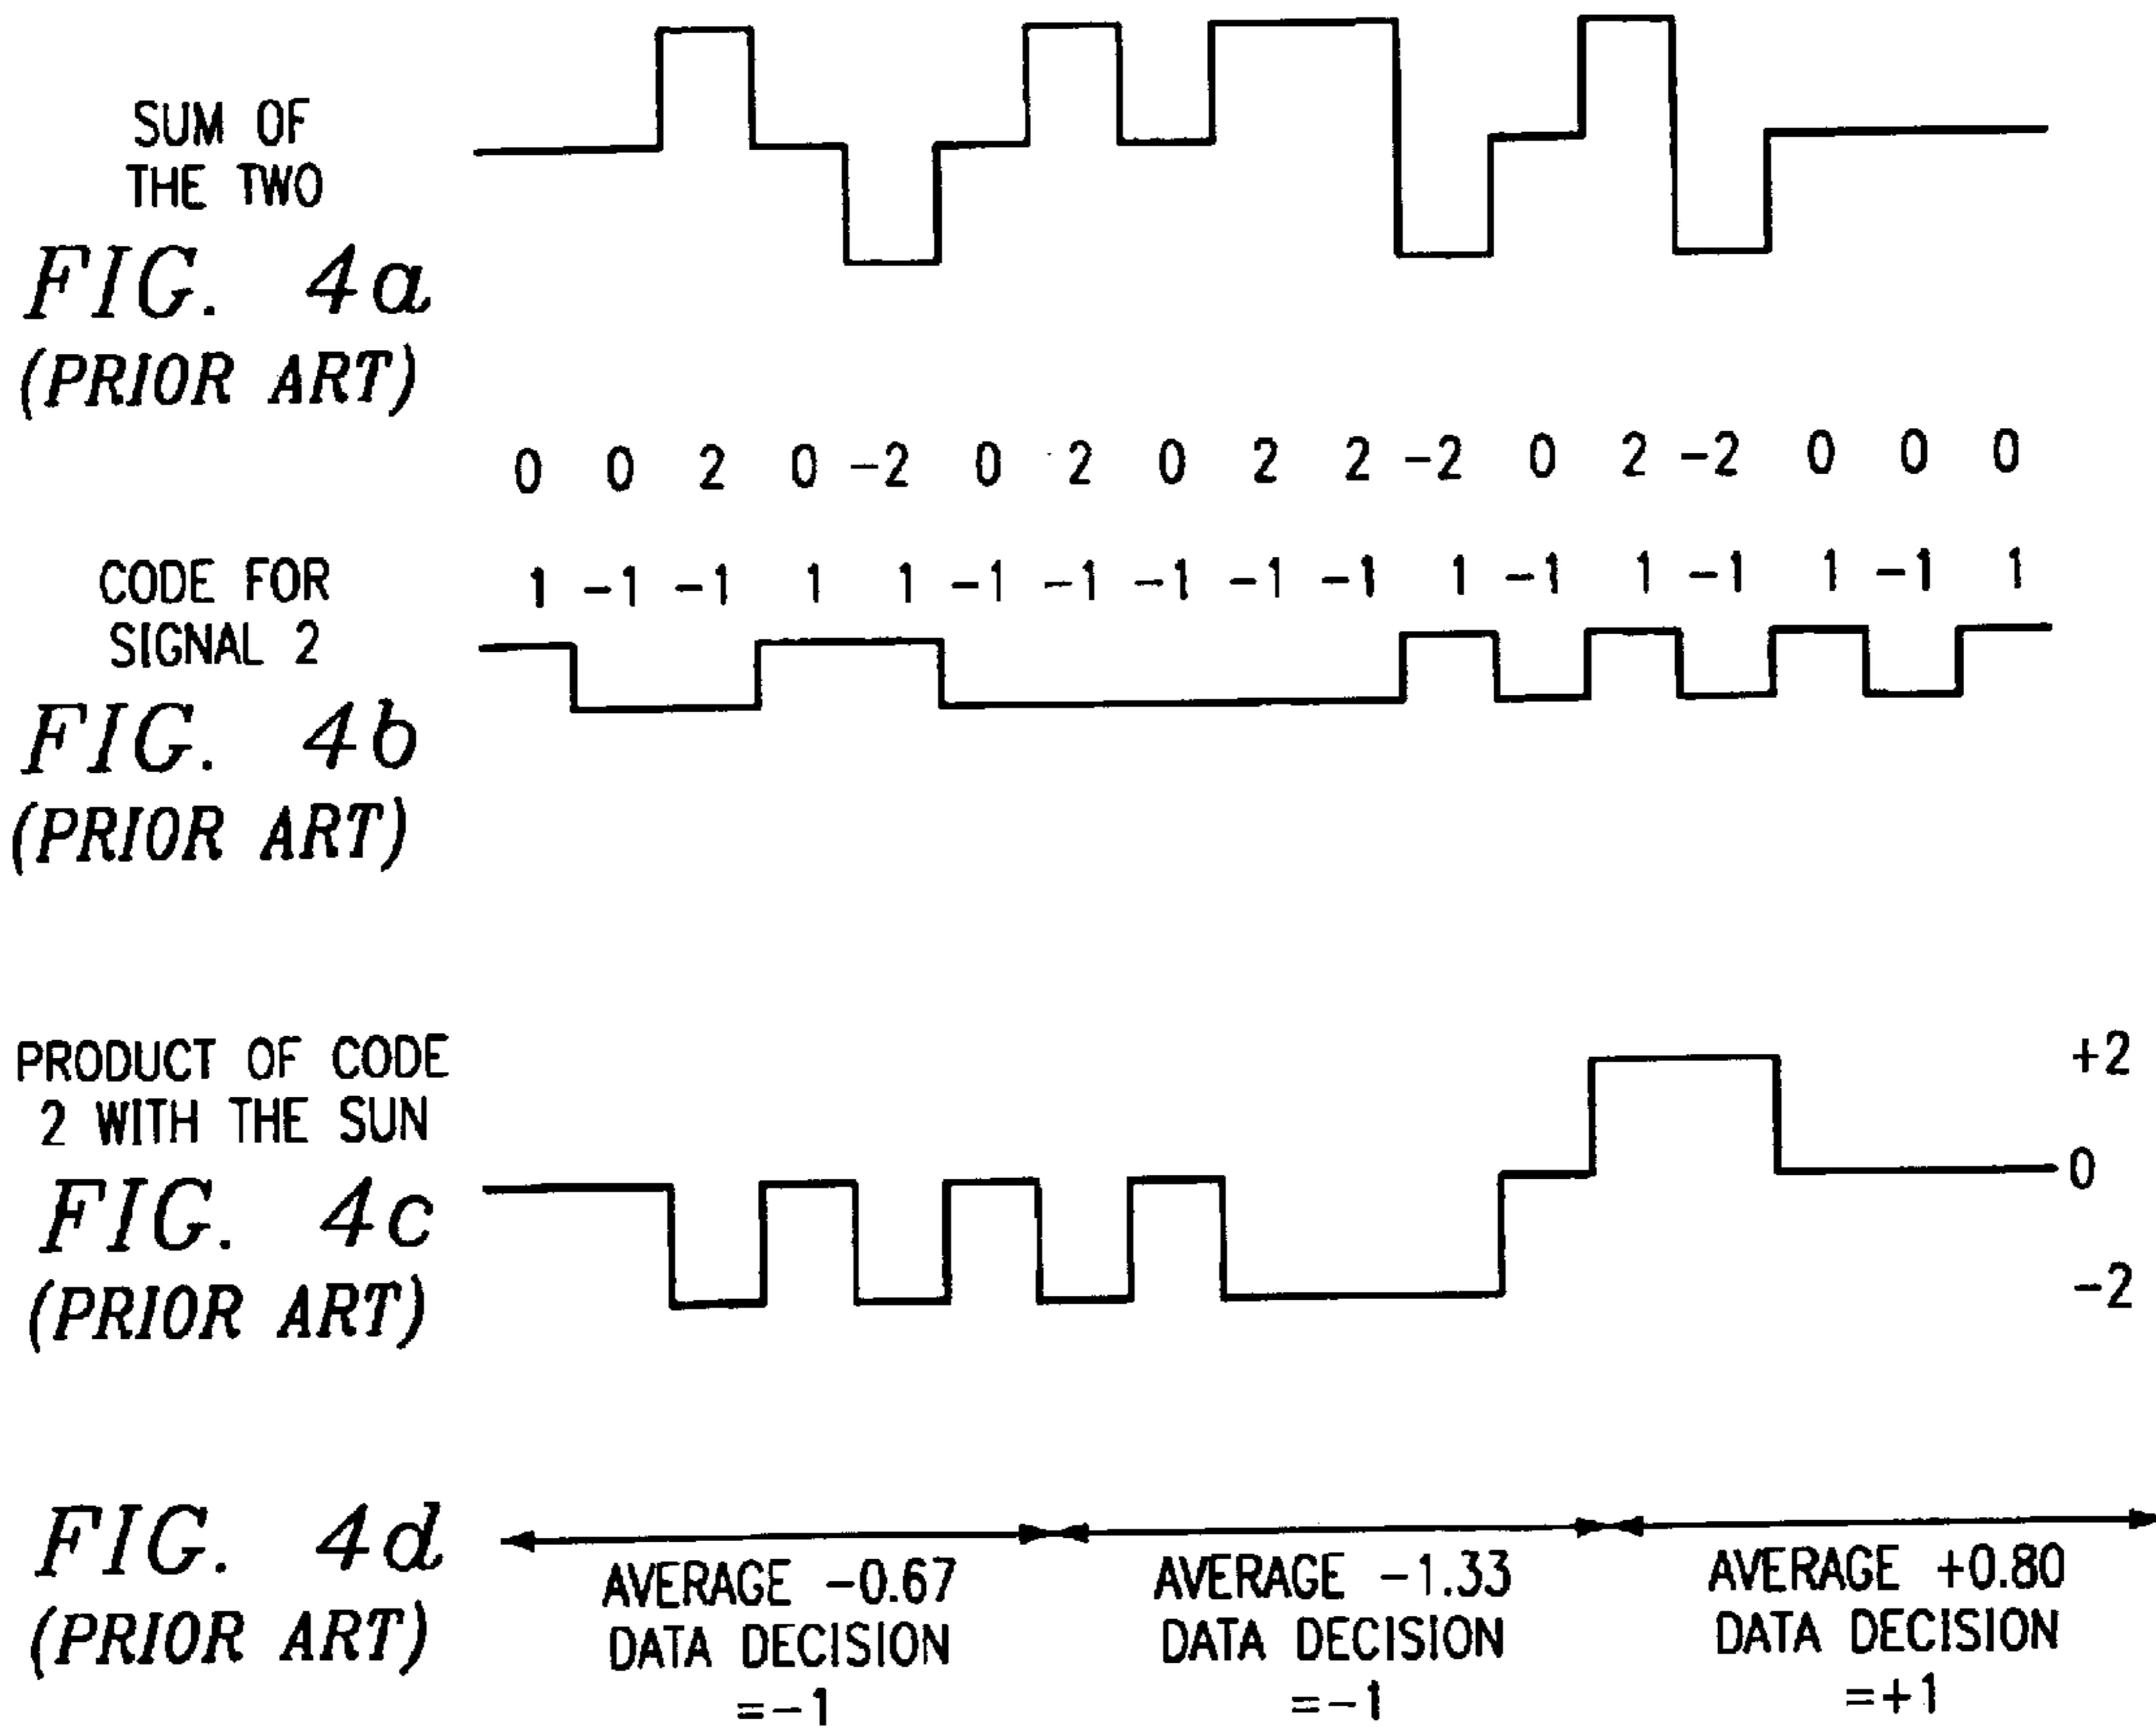 SUM OF
THE TWO
FIG. 4a
(PRIOR ART)
0 0 2 0 -2 0 2 0 2 2 -2 0 2 -2 0 0 0
CODE FOR
SIGNAL 2
1 -1 -1 1 1 -1 -1 -1 -1 -1 1 -1 1 -1 1 -1 1
FIG. 4b
(PRIOR ART)
PRODUCT OF CODE
2 WITH THE SUN
+2
0
-2
FIG. 4c
(PRIOR ART)
FIG. 4d
(PRIOR ART)
AVERAGE -0.67
DATA DECISION
=-1
AVERAGE -1.33
DATA DECISION
=-1
AVERAGE +0.80
DATA DECISION
=+1